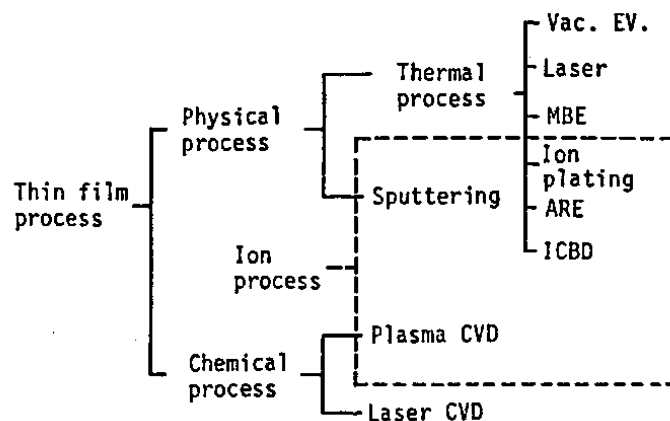 Vac. EV.
Thermal
process
Laser
Physical
process
MBE
Ion
plating
Thin film
process
Sputtering
ARE
Ion
process
ICBD
Plasma CVD
Chemical
process
Laser CVD